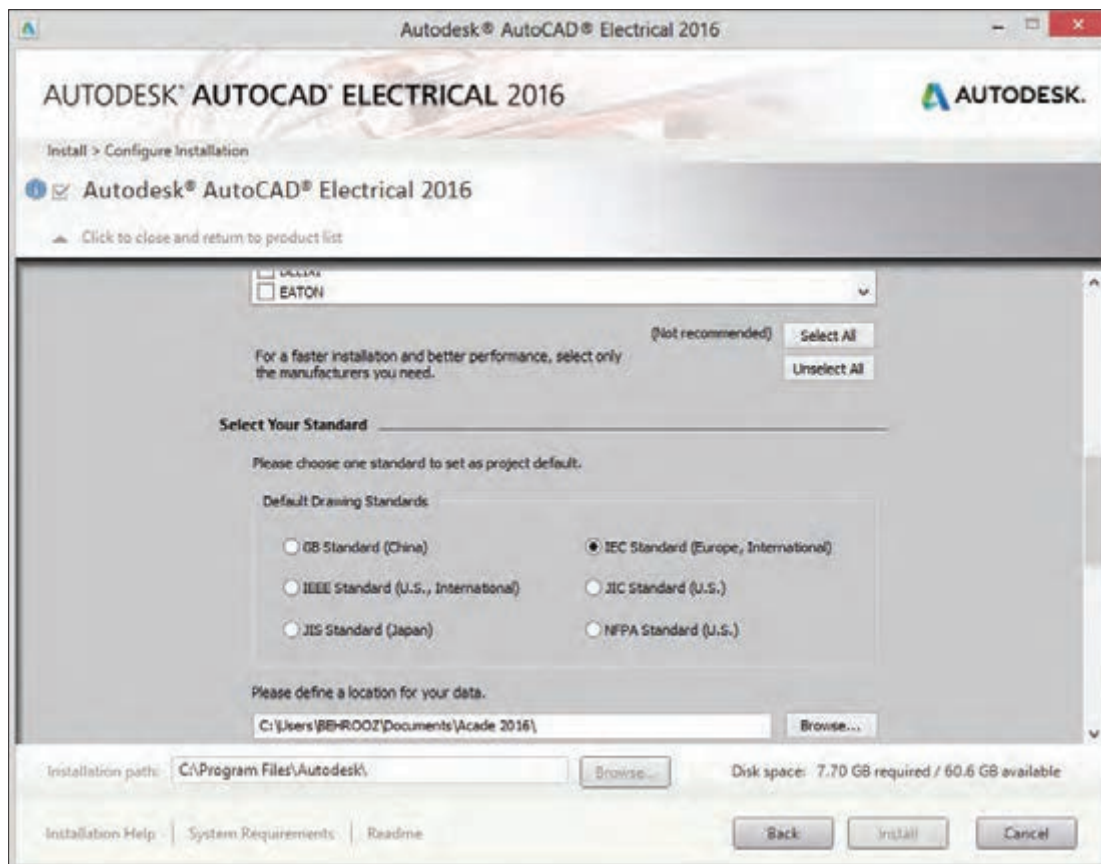 Autodesk® AutoCAD® Electrical 2016
AUTODESK® AUTOCAD® ELECTRICAL 2016
AUTODESK.
Install > Configure Installation
Autodesk® AutoCAD® Electrical 2016
Click to close and return to product list
EATON
(Not recommended) Select All
For a faster installation and better performance, select only
the manufacturers you need.
Unselect All
Select Your Standard
Please choose one standard to set as project default.
Default Drawing Standards
GB Standard (China) IEC Standard (Europe, International)
IEEE Standard (U.S., International) JIC Standard (U.S.)
JIS Standard (Japan) NFPA Standard (U.S.)
Please define a location for your data.
C:\Users\BEHROOZ\Documents\Acade 2016\ Browse...
Installation path: C:\Program Files\Autodesk\ Browse... Disk space: 7.70 GB required / 60.6 GB available
Installation Help | System Requirements | Readme Back Install Cancel